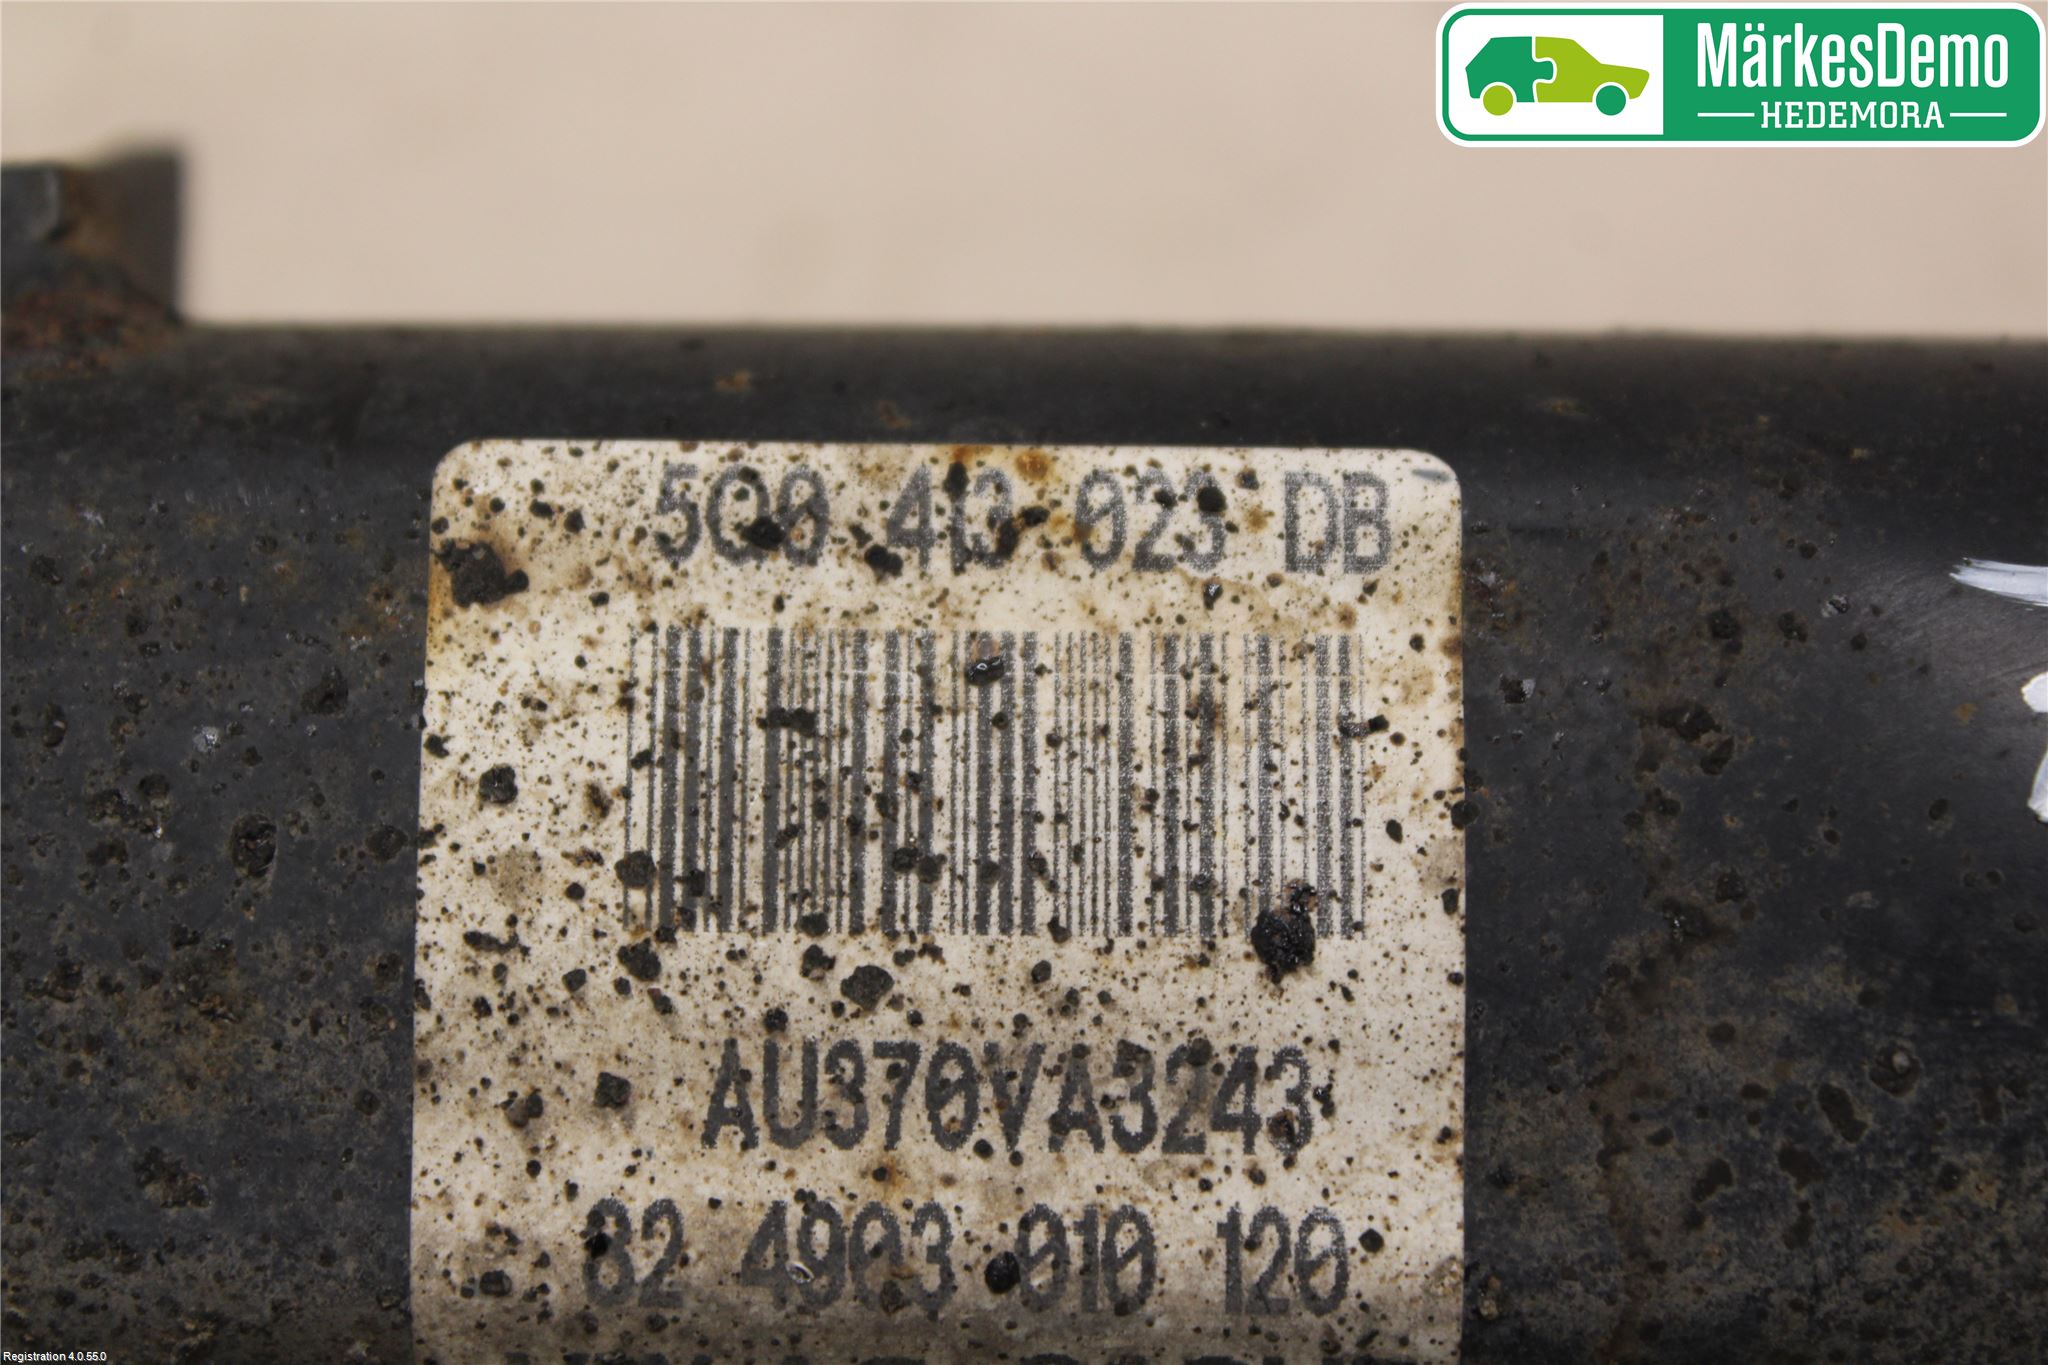 MärkesDemo
HEDEMORA
5Q0 413 023 DB
AU370VA3243
82 4903 010 120
Registration 4.0.55.0